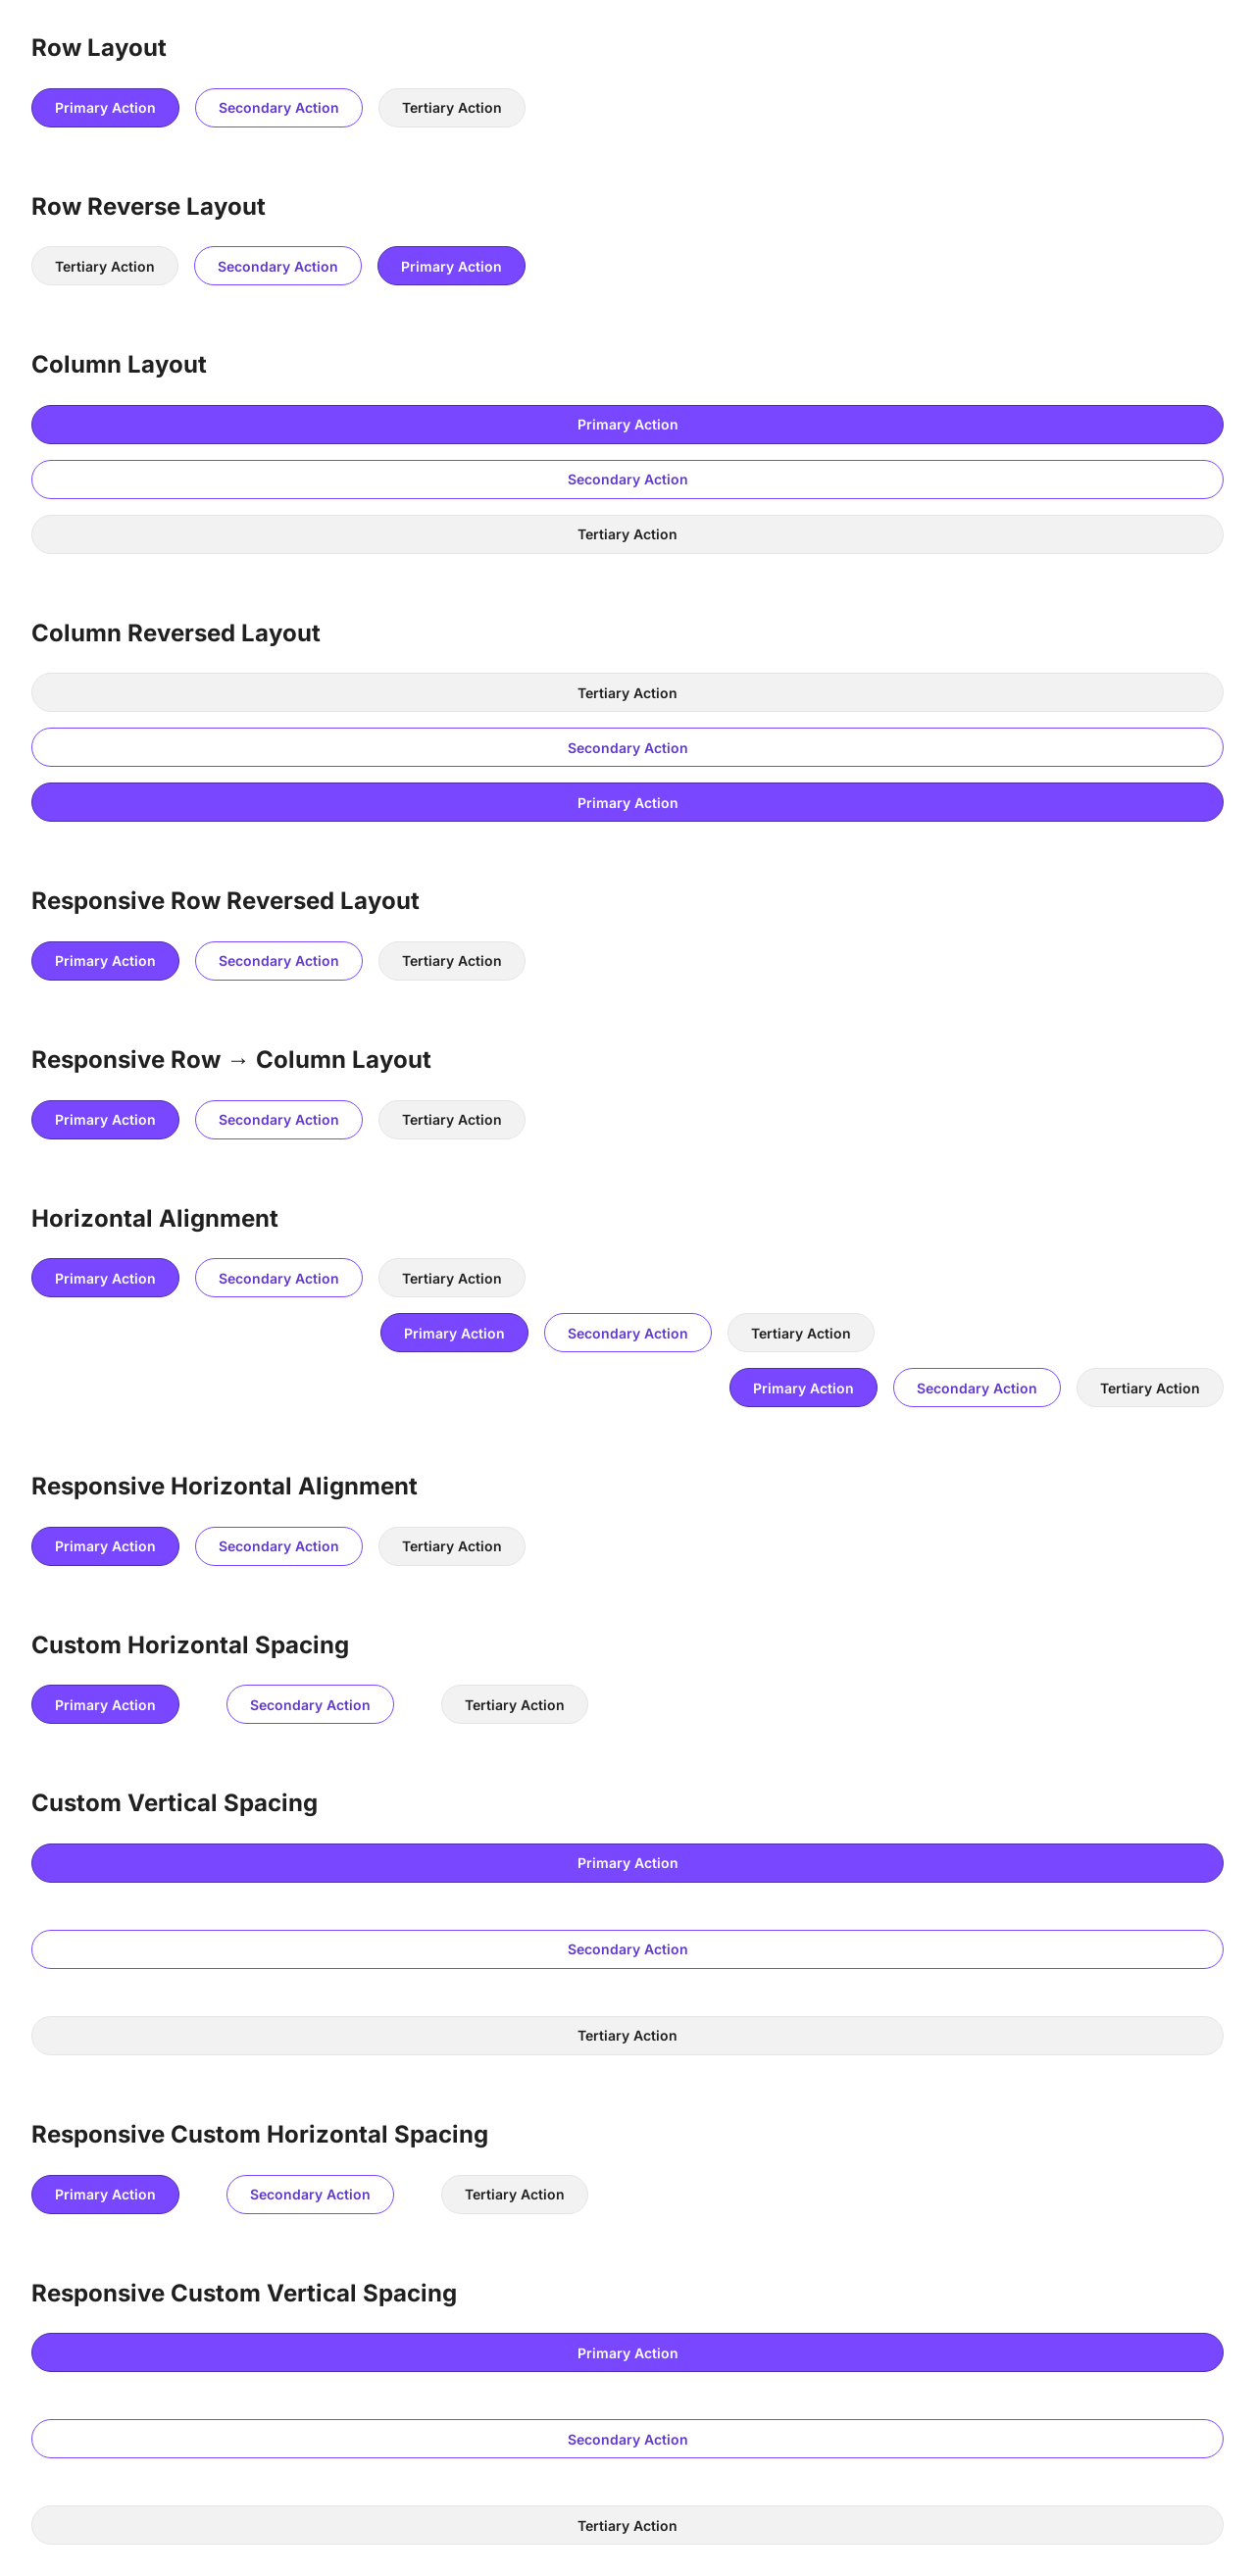 Row Layout
Primary Action Secondary Action Tertiary Action
Row Reverse Layout
Tertiary Action Secondary Action Primary Action
Column Layout
Primary Action
Secondary Action
Tertiary Action
Column Reversed Layout
Tertiary Action
Secondary Action
Primary Action
Responsive Row Reversed Layout
Primary Action Secondary Action Tertiary Action
Responsive Row → Column Layout
Primary Action Secondary Action Tertiary Action
Horizontal Alignment
Primary Action Secondary Action Tertiary Action
Primary Action Secondary Action Tertiary Action
Primary Action Secondary Action Tertiary Action
Responsive Horizontal Alignment
Primary Action Secondary Action Tertiary Action
Custom Horizontal Spacing
Primary Action Secondary Action Tertiary Action
Custom Vertical Spacing
Primary Action
Secondary Action
Tertiary Action
Responsive Custom Horizontal Spacing
Primary Action Secondary Action Tertiary Action
Responsive Custom Vertical Spacing
Primary Action
Secondary Action
Tertiary Action